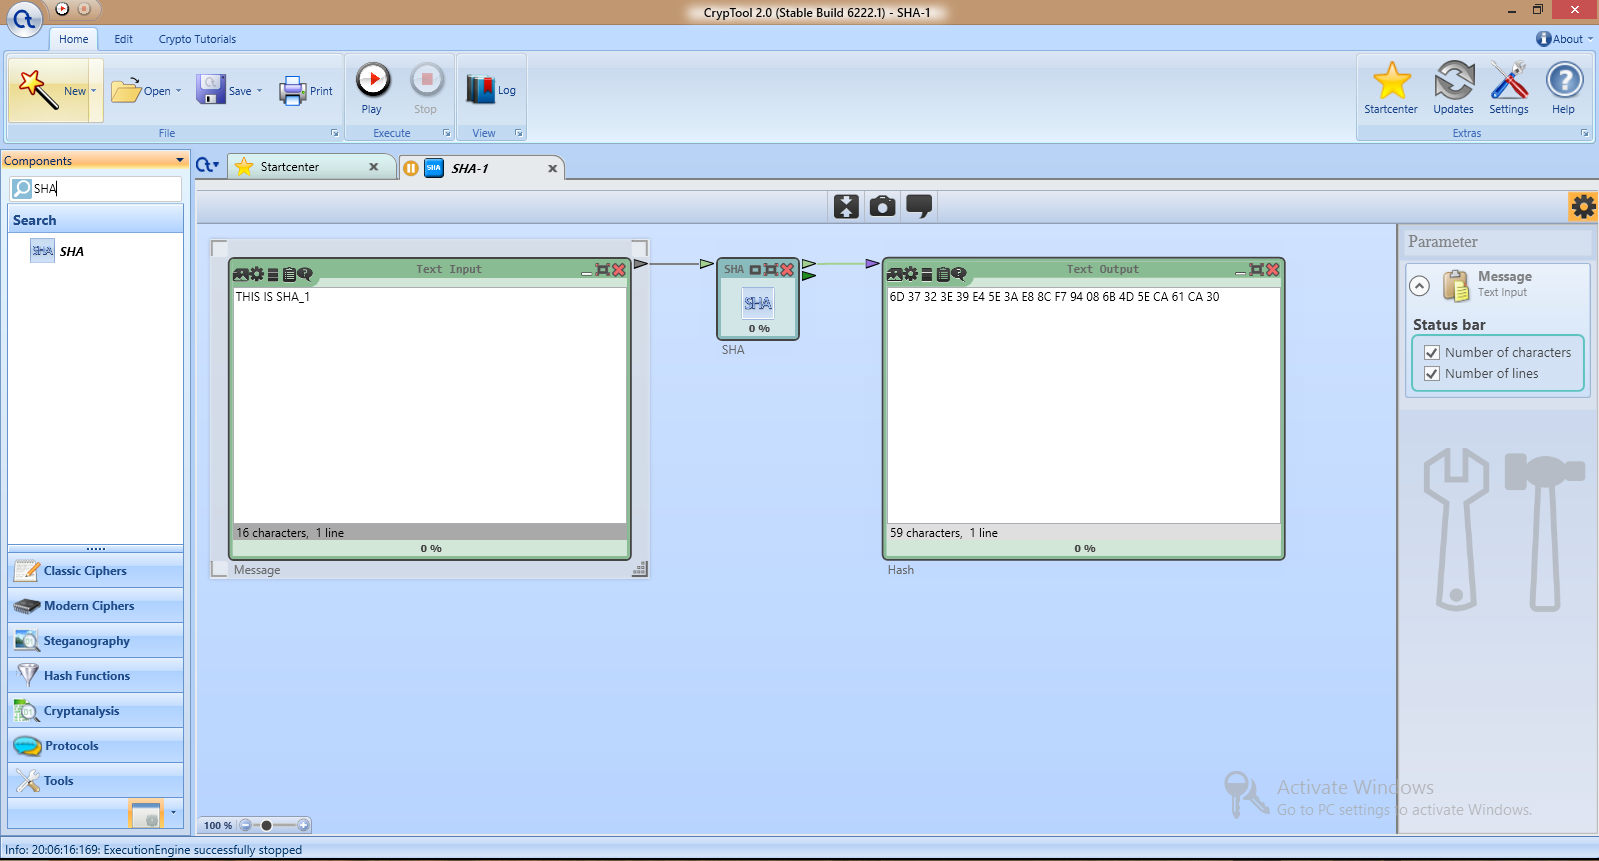 CrypTool 2.0 (Stable Build 6222.1) - SHA-1
Home Edit Crypto Tutorials
About
New Open Save Print Play Stop Log
Startcenter Updates Settings Help
File Execute View Extras
Components
Startcenter SHA-1
SHA
Search
SHA
Text Input
THIS IS SHA_1
16 characters, 1 line
0 %
Message
SHA
SHA
0 %
SHA
Text Output
6D 37 32 3E 39 E4 5E 3A E8 8C F7 94 08 6B 4D 5E CA 61 CA 30
59 characters, 1 line
0 %
Hash
Parameter
Message
Text Input
Status bar
Number of characters
Number of lines
Classic Ciphers
Modern Ciphers
Steganography
Hash Functions
Cryptanalysis
Protocols
Tools
Activate Windows
Go to PC settings to activate Windows.
100 %
Info: 20:06:16:169: ExecutionEngine successfully stopped